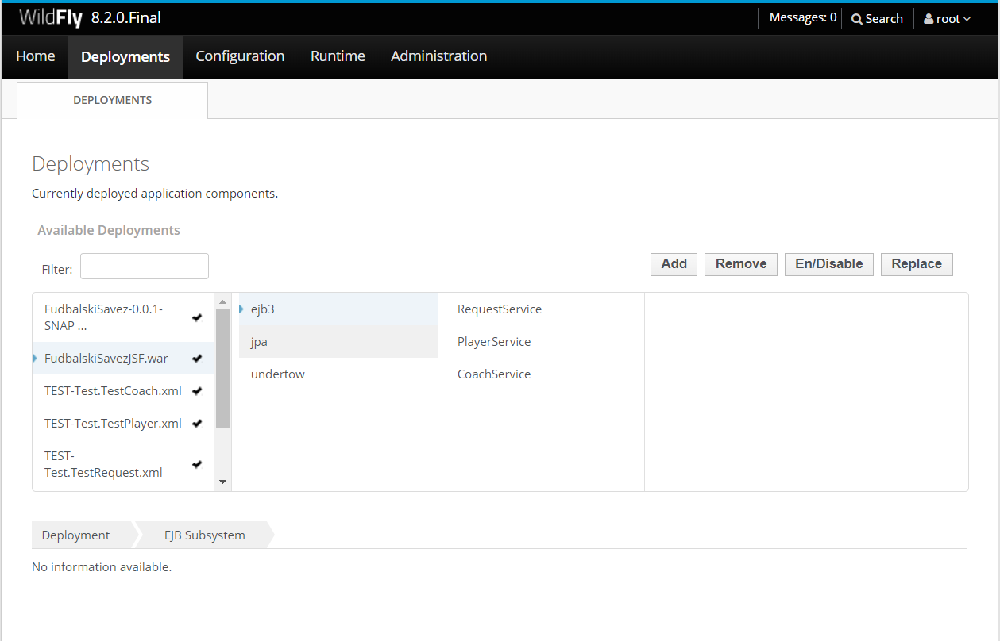 WildFly 8.2.0.Final
Messages: 0 Search root
Home Deployments Configuration Runtime Administration
DEPLOYMENTS
Deployments
Currently deployed application components.
Available Deployments
Filter: Add Remove En/Disable Replace
FudbalskiSavez-0.0.1-
SNAP ...
FudbalskiSavezJSF.war
TEST-Test.TestCoach.xml
TEST-Test.TestPlayer.xml
TEST-
Test.TestRequest.xml
ejb3
jpa
undertow
RequestService
PlayerService
CoachService
Deployment EJB Subsystem
No information available.